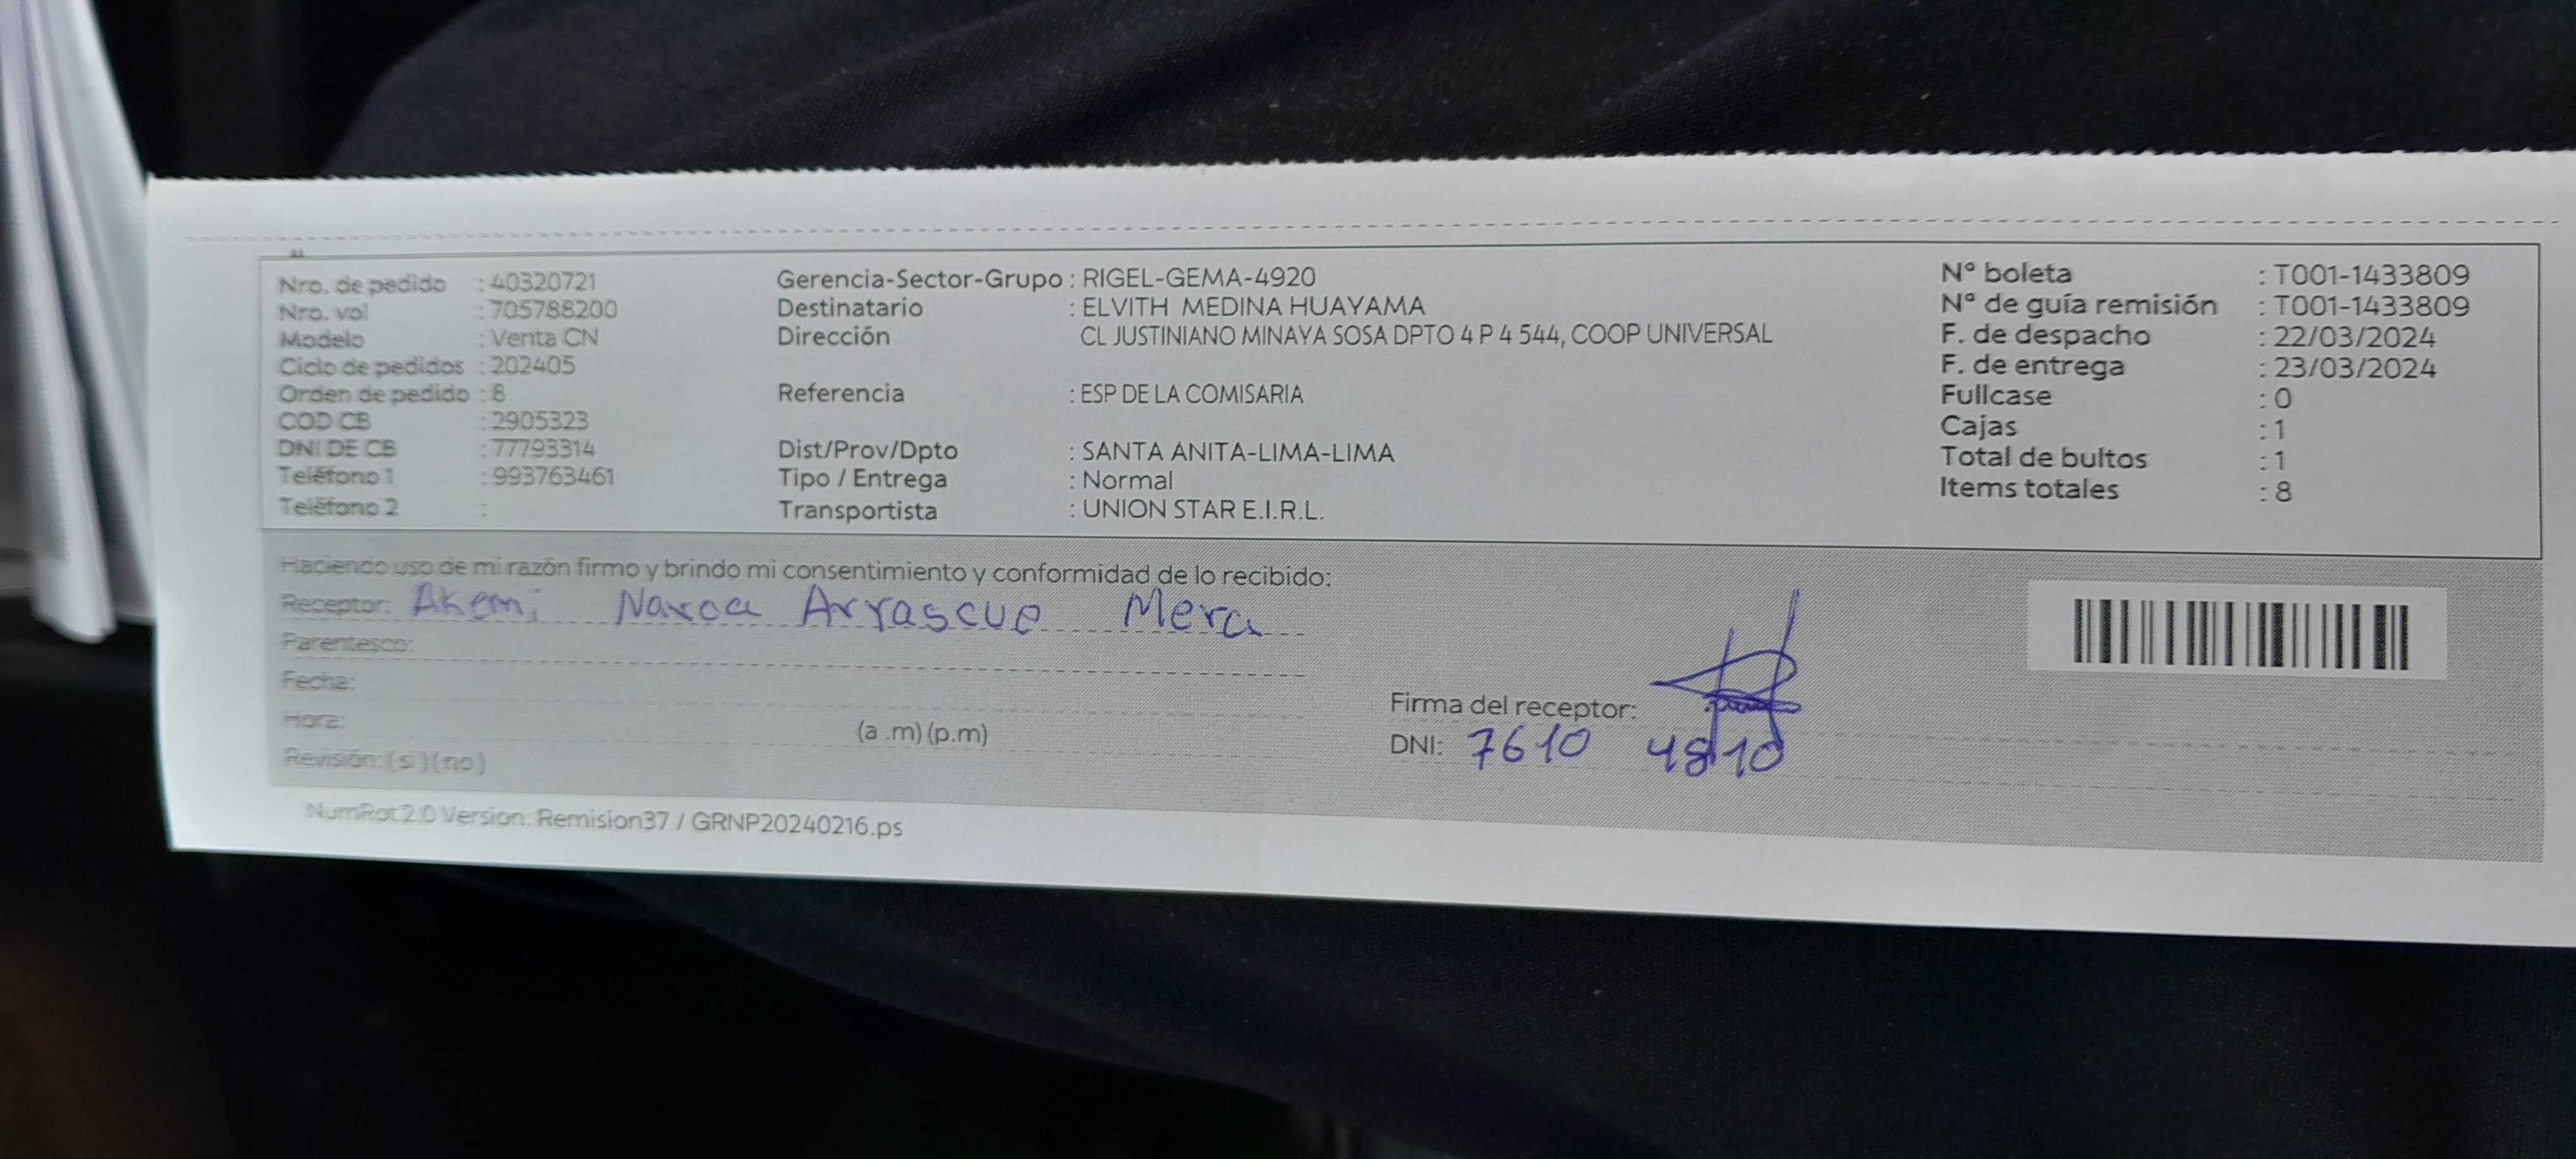 Nro. de pedido : 40320721
Nro. vol : 705788200
Modelo : Venta CN
Ciclo de pedidos : 202405
Orden de pedido : 8
COD CB : 2905323
DNI DE CB : 77793314
Teléfono 1 : 993763461
Teléfono 2 :
Gerencia-Sector-Grupo : RIGEL-GEMA-4920
Destinatario : ELVITH MEDINA HUAYAMA
Dirección CL JUSTINIANO MINAYA SOSA DPTO 4 P 4 544, COOP UNIVERSAL
Referencia : ESP DE LA COMISARIA
Dist/Prov/Dpto : SANTA ANITA-LIMA-LIMA
Tipo / Entrega : Normal
Transportista : UNION STAR E.I.R.L.
Nº boleta : T001-1433809
Nº de guía remisión : T001-1433809
F. de despacho : 22/03/2024
F. de entrega : 23/03/2024
Fullcase : 0
Cajas : 1
Total de bultos : 1
Items totales : 8
Haciendo uso de mi razón firmo y brindo mi consentimiento y conformidad de lo recibido:
Receptor: Akemi Arrascue Mera
Parentesco:
Fecha:
Hora: (a .m) (p.m)
Revisión: ( si ) ( no )
Firma del receptor:
DNI: 7610 4810
NumRot2.0 Version: Remision37 / GRNP20240216.ps